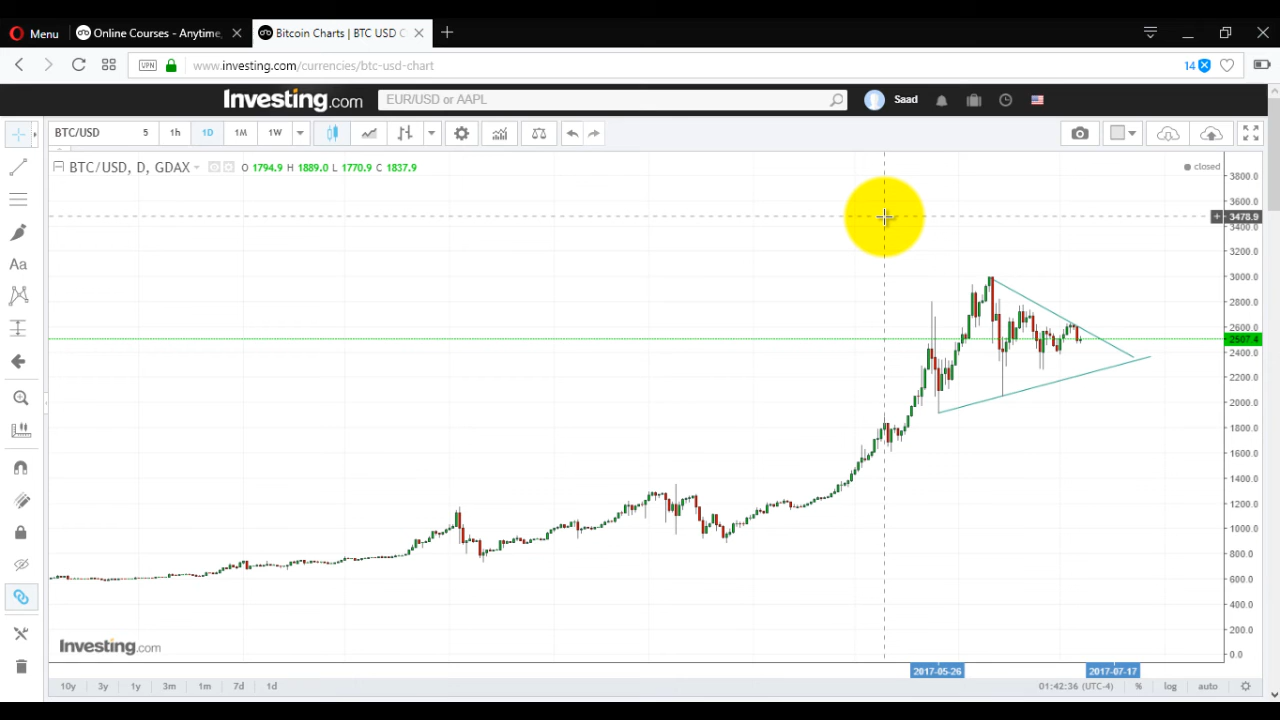 Menu
Online Courses - Anytime,
Bitcoin Charts | BTC USD C
VPN
www.investing.com/currencies/btc-usd-chart
14
Investing.com
EUR/USD or AAPL
Saad
BTC/USD
5
1h
1D
1M
1W
BTC/USD, D, GDAX
O 1794.9 H 1889.0 L 1770.9 C 1837.9
closed
3800.0
3600.0
3478.9
3400.0
3200.0
3000.0
2800.0
2600.0
2507.4
2400.0
2200.0
2000.0
1800.0
1600.0
1400.0
1200.0
1000.0
800.0
600.0
400.0
200.0
0.0
Aa
Investing.com
2017-05-26
2017-07-17
10y
3y
1y
3m
1m
7d
1d
01:42:36 (UTC-4)
%
log
auto